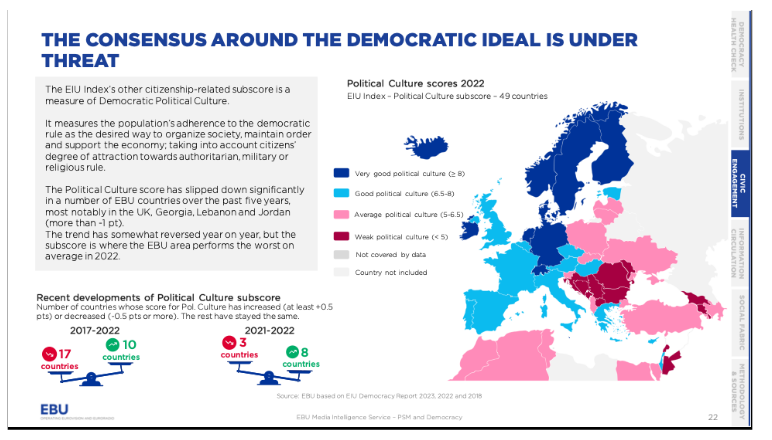 THE CONSENSUS AROUND THE DEMOCRATIC IDEAL IS UNDER
THREAT
The EIU Index's other citizenship-related subscore is a
measure of Democratic Political Culture.
It measures the population's adherence to the democratic
rule as the desired way to organize society, maintain order
and support the economy; taking into account citizens'
degree of attraction towards authoritarian, military or
religious rule.
The Political Culture score has slipped down significantly
in a number of EBU countries over the past five years,
most notably in the UK, Georgia, Lebanon and Jordan
(more than -1 pt).
The trend has somewhat reversed year on year, but the
subscore is where the EBU area performs the worst on
average in 2022.
Political Culture scores 2022
EIU Index – Political Culture subscore – 49 countries
Very good political culture (≥ 8)
Good political culture (6.5-8)
Average political culture (5-6.5)
Weak political culture (< 5)
Not covered by data
Country not included
Recent developments of Political Culture subscore
Number of countries whose score for Pol. Culture has increased (at least +0.5
pts) or decreased (-0.5 pts or more). The rest have stayed the same.
2017-2022
17
countries
10
countries
2021-2022
3
countries
8
countries
Source: EBU based on EIU Democracy Report 2023, 2022 and 2018
EBU
EBU Media Intelligence Service – PSM and Democracy
22
DEMOCRACY
HEALTH CHECK
INSTITUTIONS
CIVIC
ENGAGEMENT
INFORMATION
CIRCULATION
SOCIAL FABRIC
METHODOLOGY
& SOURCES